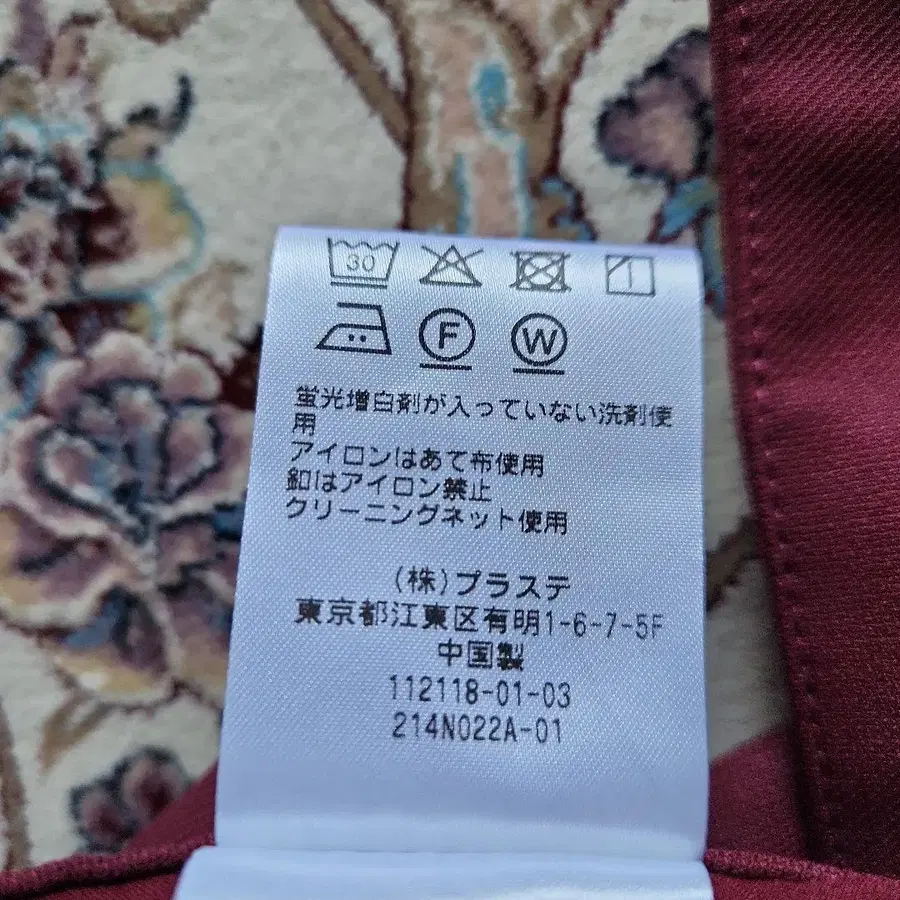 30
F W
蛍光増白剤が入っていない洗剤使
用
アイロンはあて布使用
釦はアイロン禁止
クリーニングネット使用
(株)プラステ
東京都江東区有明1-6-7-5F
中国製
112118-01-03
214N022A-01